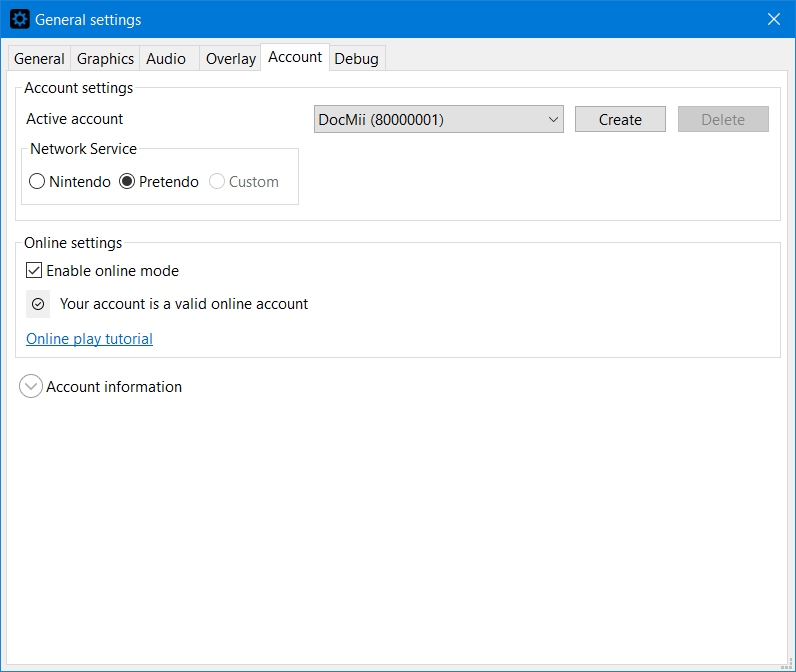 General settings
General Graphics Audio Overlay Account Debug
Account settings
Active account DocMii (80000001) Create Delete
Network Service
Nintendo Pretendo Custom
Online settings
Enable online mode
Your account is a valid online account
Online play tutorial
Account information